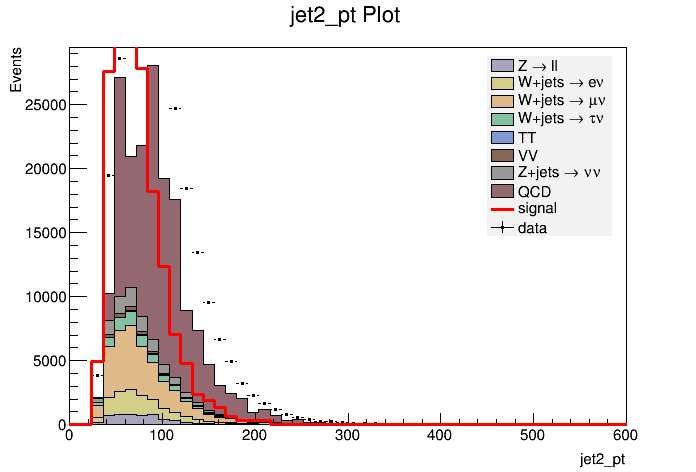 jet2_pt Plot
Events
25000
20000
15000
10000
5000
0
0 100 200 300 400 500 600
jet2_pt
Z → ll
W+jets → eν
W+jets → μν
W+jets → τν
TT
VV
Z+jets → νν
QCD
signal
data